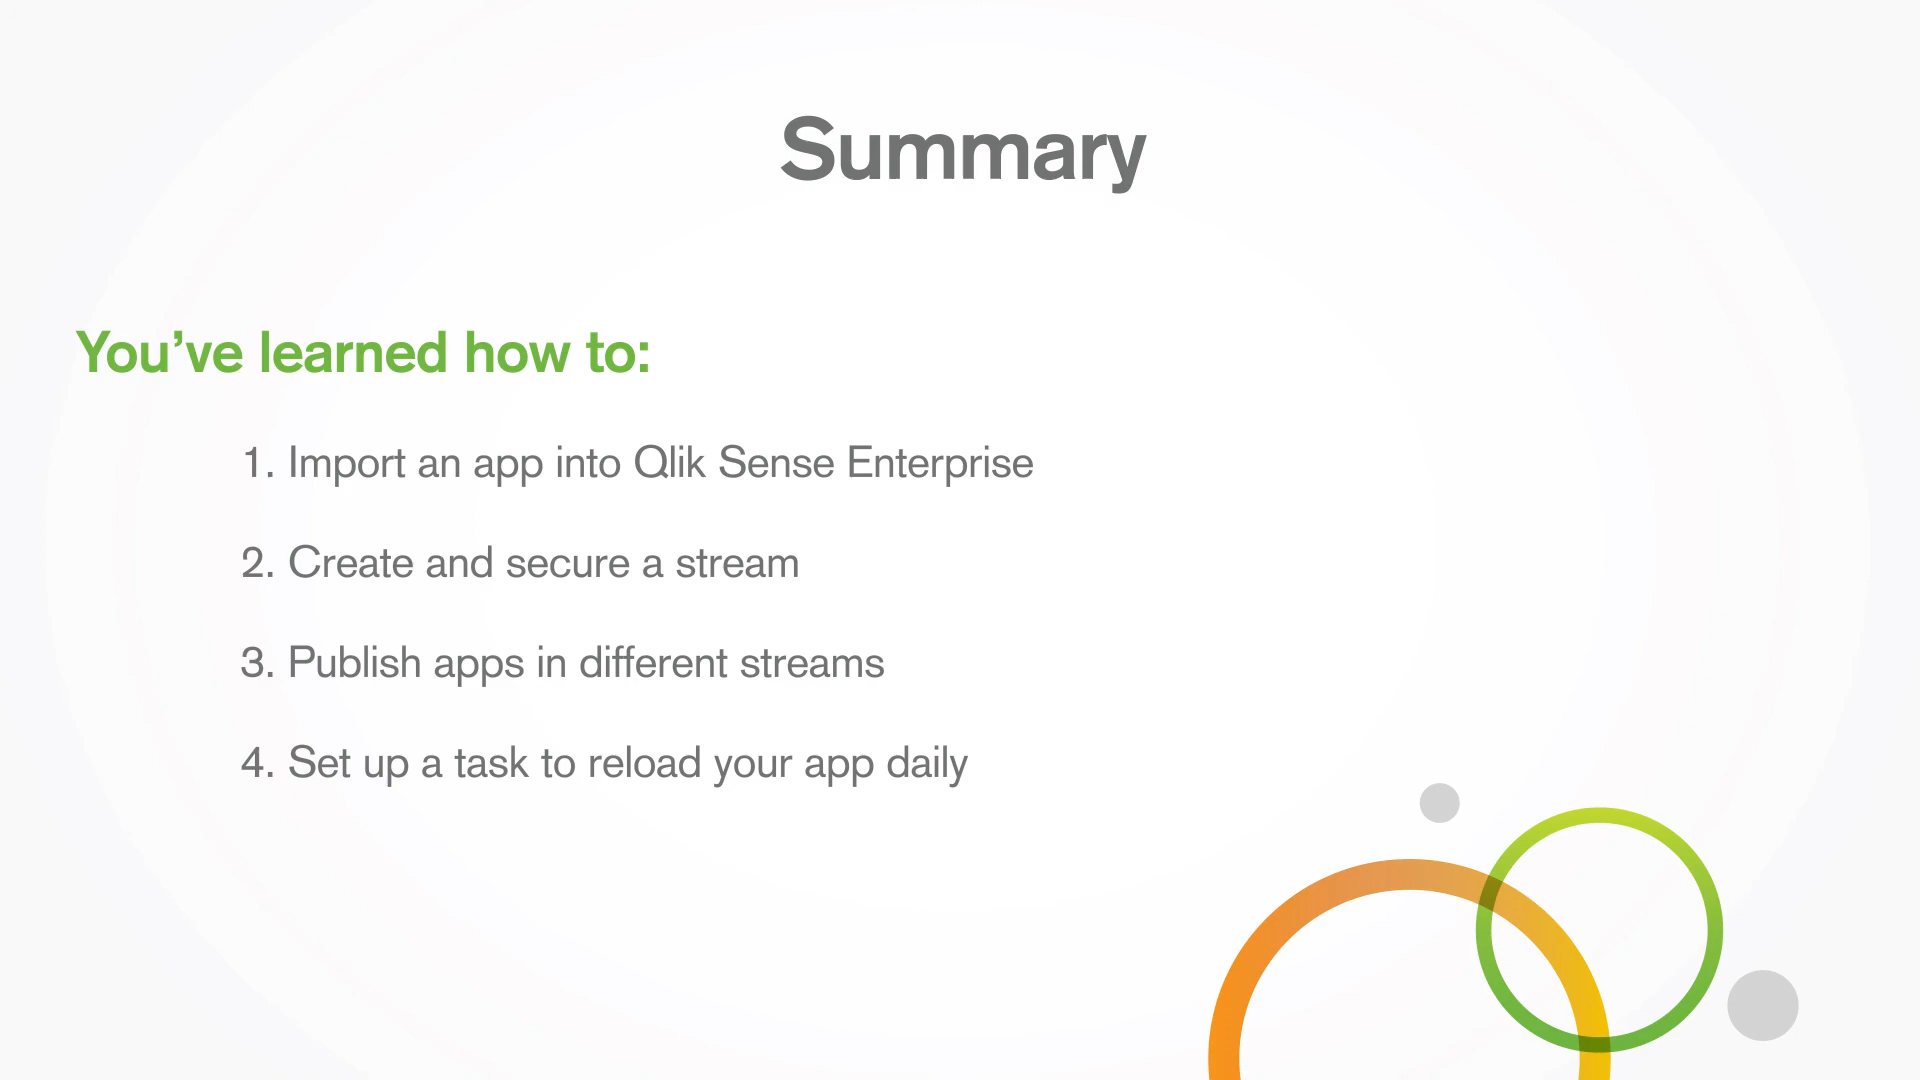 Summary
You’ve learned how to:
1. Import an app into Qlik Sense Enterprise
2. Create and secure a stream
3. Publish apps in different streams
4. Set up a task to reload your app daily